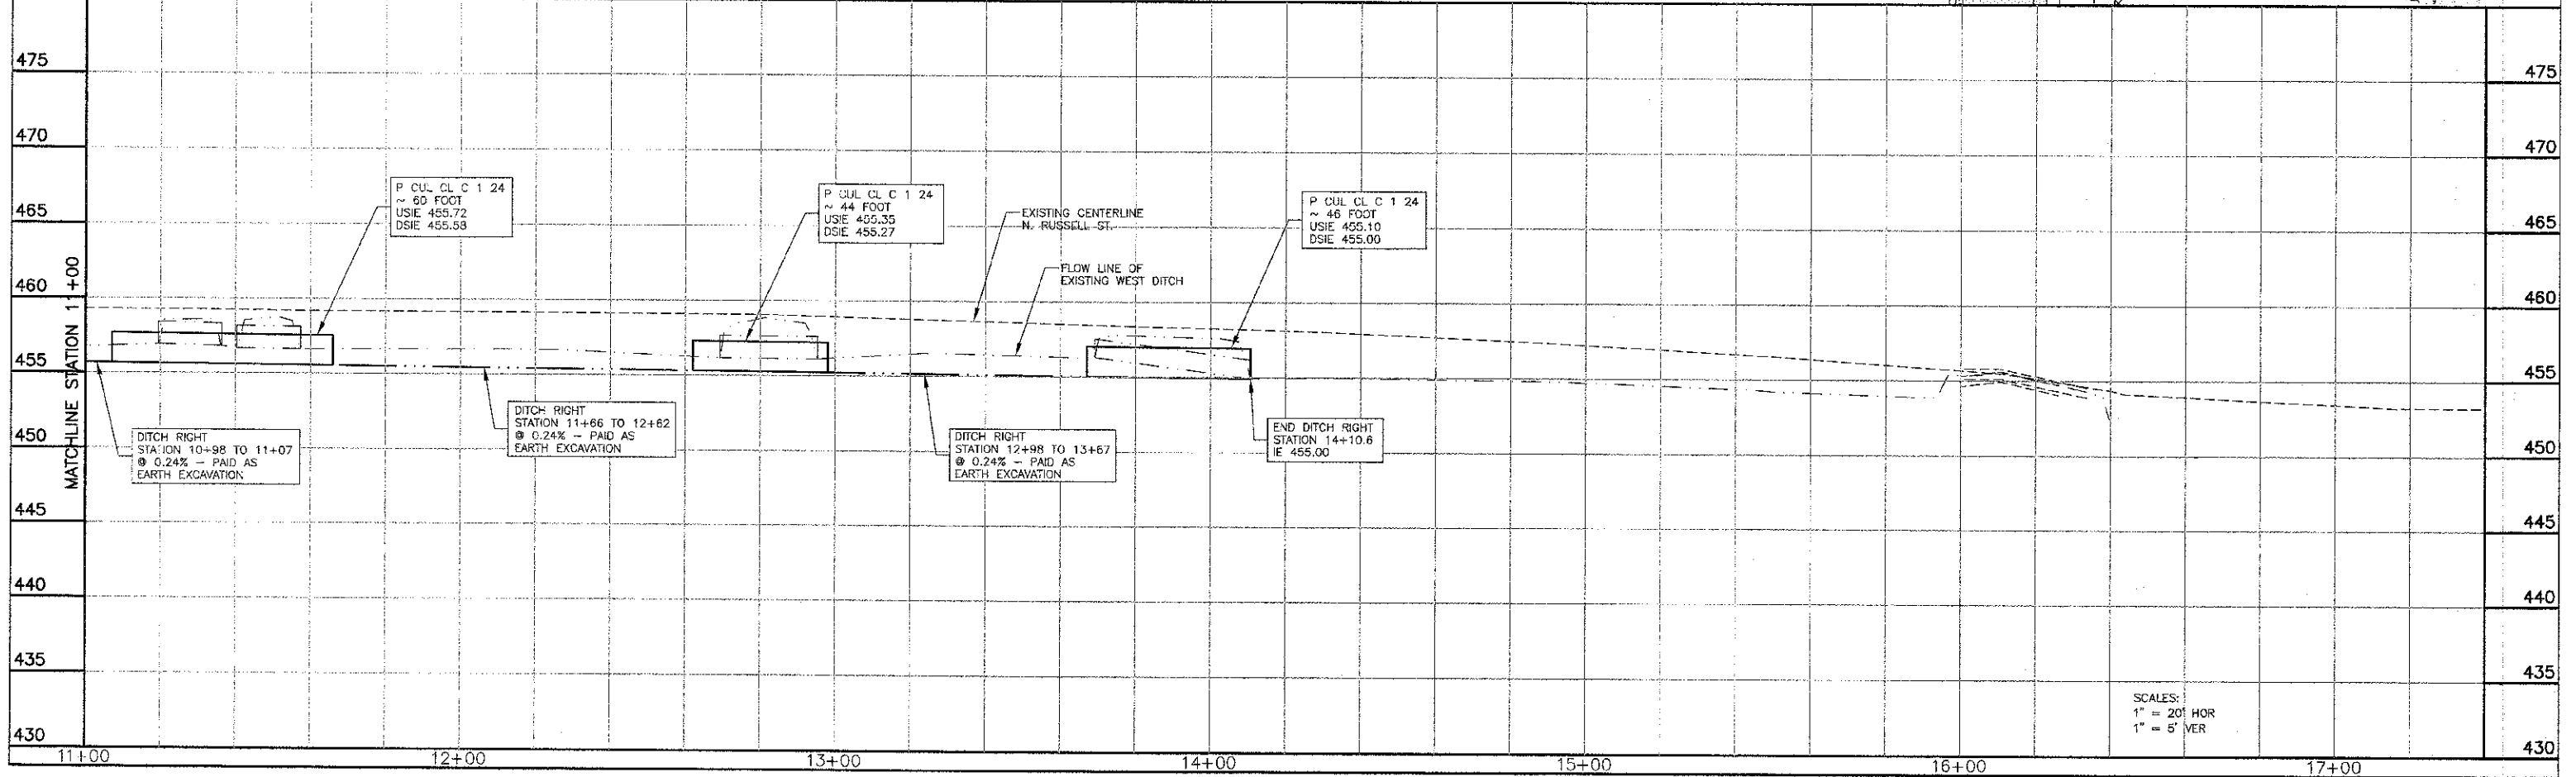 475
470
465
460
455
450
445
440
435
430
MATCHLINE STATION 11+00
P CUL CL C 1 24
~ 60 FOOT
USIE 455.72
DSIE 455.58
P CUL CL C 1 24
~ 44 FOOT
USIE 455.35
DSIE 455.27
EXISTING CENTERLINE
N. RUSSELL ST.
FLOW LINE OF
EXISTING WEST DITCH
P CUL CL C 1 24
~ 46 FOOT
USIE 455.10
DSIE 455.00
DITCH RIGHT
STATION 10+98 TO 11+07
@ 0.24% – PAID AS
EARTH EXCAVATION
DITCH RIGHT
STATION 11+66 TO 12+62
@ 0.24% – PAID AS
EARTH EXCAVATION
DITCH RIGHT
STATION 12+98 TO 13+67
@ 0.24% – PAID AS
EARTH EXCAVATION
END DITCH RIGHT
STATION 14+10.6
IE 455.00
475
470
465
460
455
450
445
440
435
430
SCALES:
1" = 20' HOR
1" = 5' VER
11+00
12+00
13+00
14+00
15+00
16+00
17+00